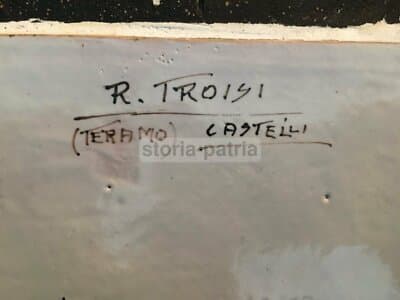 R. TROISI
(TERAMO) CASTELLI
storia-patria